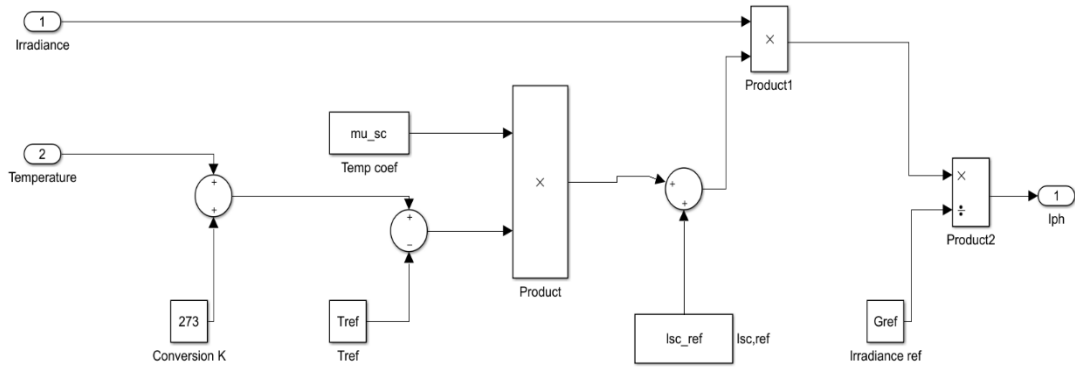 1
Irradiance
×
Product1
mu_sc
Temp coef
2
Temperature
+
+
+
−
×
Product
+
+
×
÷
Product2
1
Iph
273
Conversion K
Tref
Tref
Isc_ref
Isc,ref
Gref
Irradiance ref